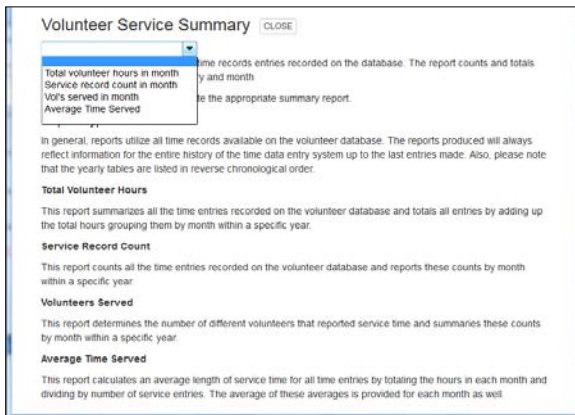 Volunteer Service Summary CLOSE
time records entries recorded on the database. The report counts and totals
Total volunteer hours in month
Service record count in month
Vol's served in month
Average Time Served
and month
te the appropriate summary report.
In general, reports utilize all time records available on the volunteer database. The reports produced will always
reflect information for the entire history of the time data entry system up to the last entries made. Also, please note
that the yearly tables are listed in reverse chronological order.
Total Volunteer Hours
This report summarizes all the time entries recorded on the volunteer database and totals all entries by adding up
the total hours grouping them by month within a specific year.
Service Record Count
This report counts all the time entries recorded on the volunteer database and reports these counts by month
within a specific year.
Volunteers Served
This report determines the number of different volunteers that reported service time and summaries these counts
by month within a specific year.
Average Time Served
This report calculates an average length of service time for all time entries by totaling the hours in each month and
dividing by number of service entries. The average of these averages is provided for each month as well.